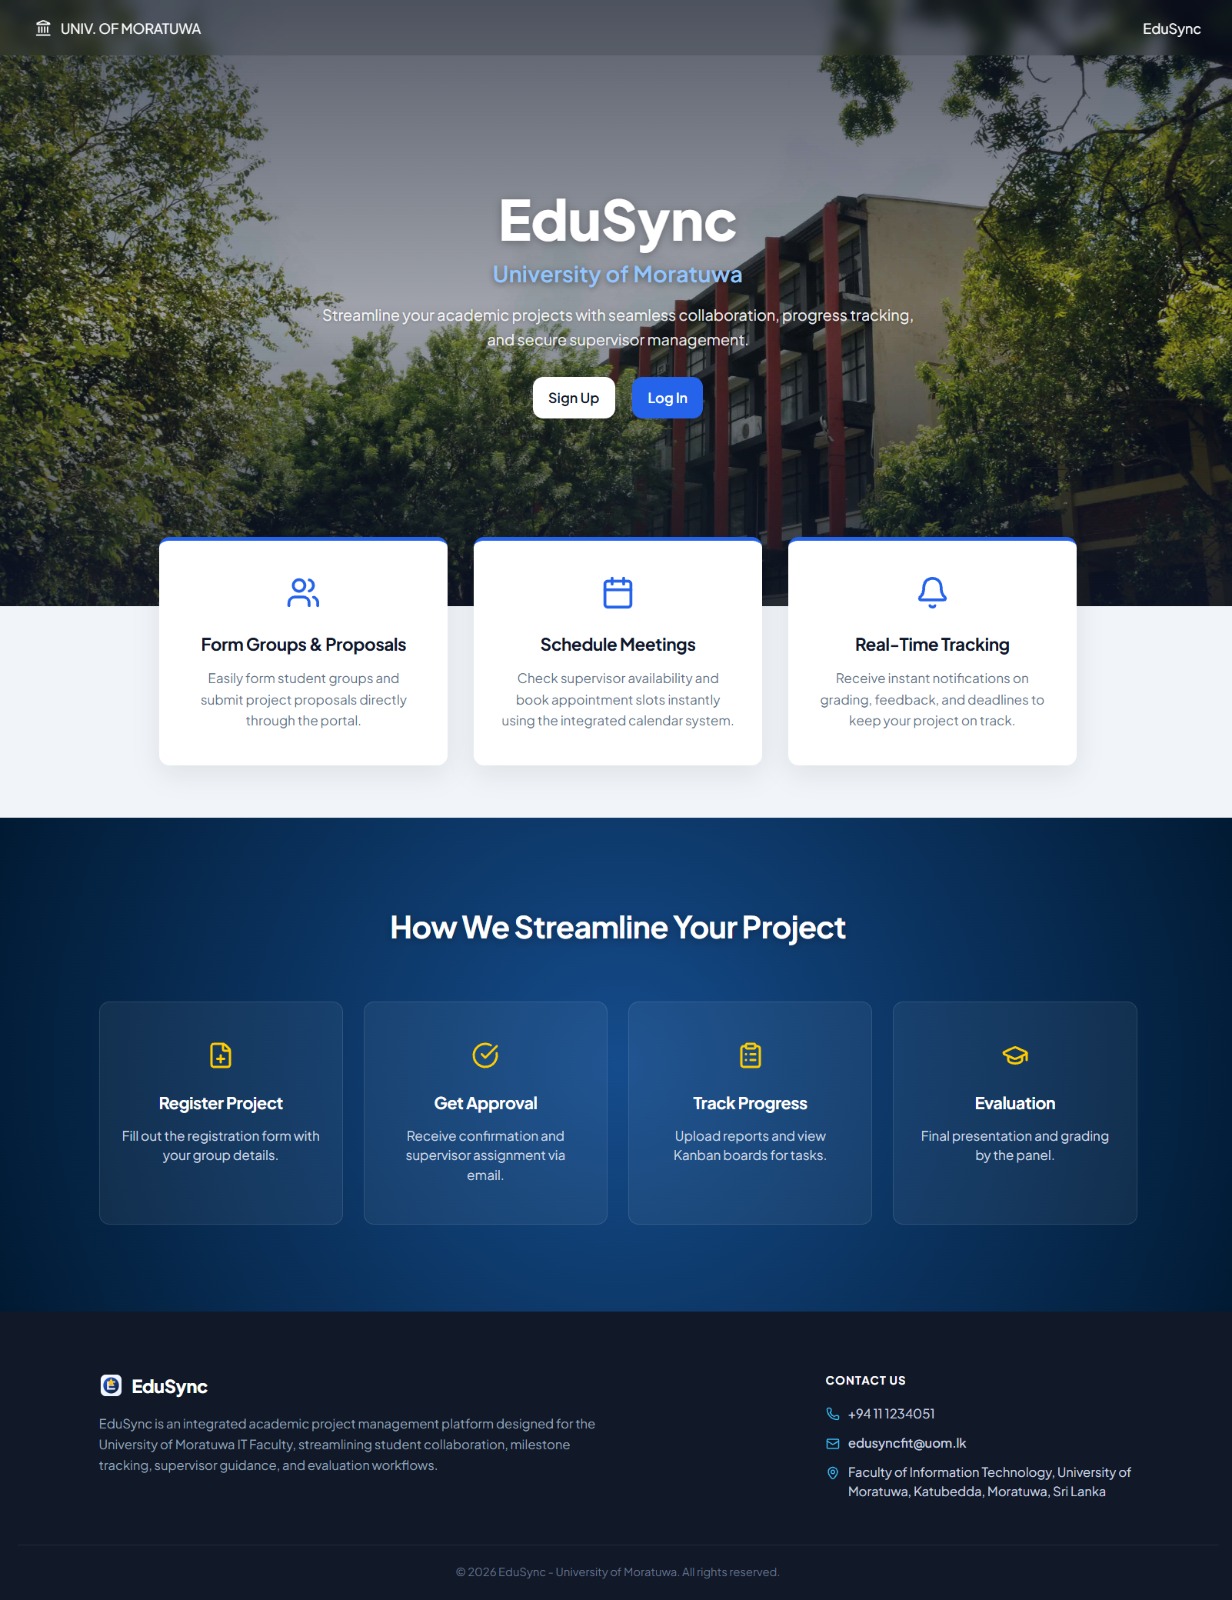 UNIV. OF MORATUWA
EduSync
EduSync
University of Moratuwa
Streamline your academic projects with seamless collaboration, progress tracking,
and secure supervisor management.
Sign Up
Log In
Form Groups & Proposals
Easily form student groups and
submit project proposals directly
through the portal.
Schedule Meetings
Check supervisor availability and
book appointment slots instantly
using the integrated calendar system.
Real-Time Tracking
Receive instant notifications on
grading, feedback, and deadlines to
keep your project on track.
How We Streamline Your Project
Register Project
Fill out the registration form with
your group details.
Get Approval
Receive confirmation and
supervisor assignment via
email.
Track Progress
Upload reports and view
Kanban boards for tasks.
Evaluation
Final presentation and grading
by the panel.
EduSync
EduSync is an integrated academic project management platform designed for the
University of Moratuwa IT Faculty, streamlining student collaboration, milestone
tracking, supervisor guidance, and evaluation workflows.
CONTACT US
+94 11 1234051
edusyncfit@uom.lk
Faculty of Information Technology, University of
Moratuwa, Katubedda, Moratuwa, Sri Lanka
© 2026 EduSync - University of Moratuwa. All rights reserved.